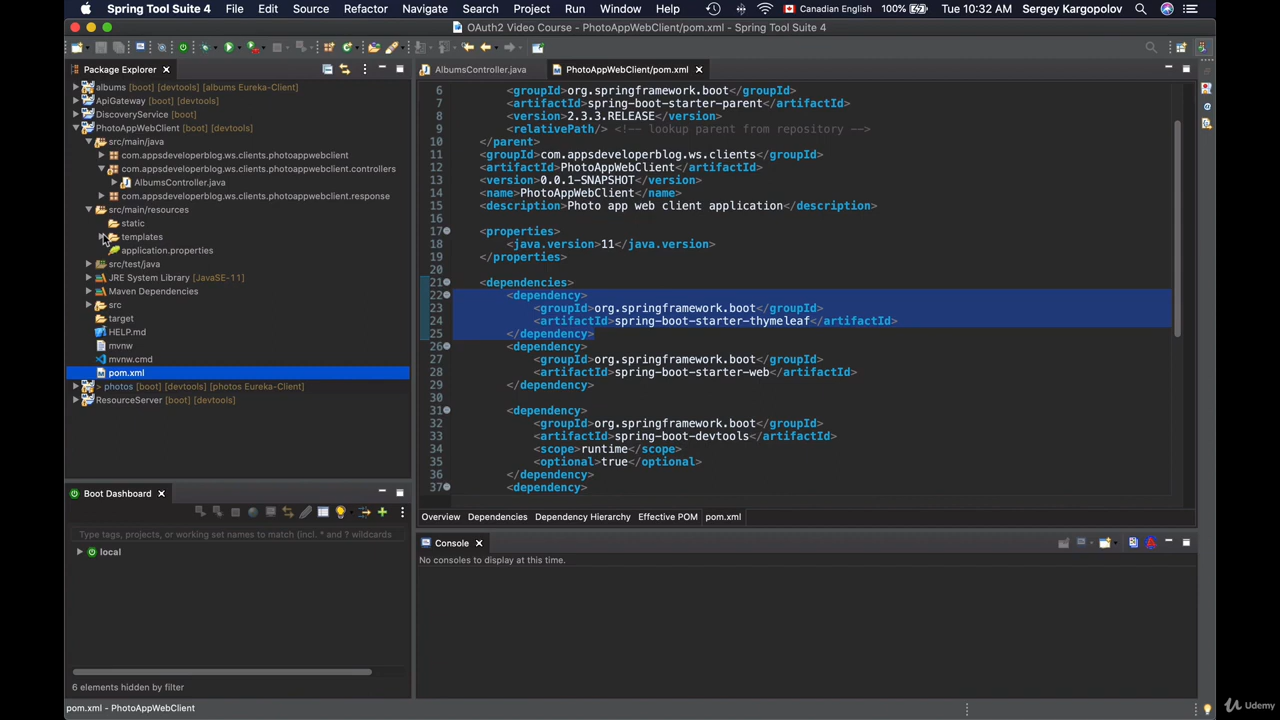 Spring Tool Suite 4 File Edit Source Refactor Navigate Search Project Run Window Help Canadian English 100% Tue 10:32 AM Sergey Kargopolov
OAuth2 Video Course - PhotoAppWebClient/pom.xml - Spring Tool Suite 4
Package Explorer
albums [boot] [devtools] [albums Eureka-Client]
ApiGateway [boot] [devtools]
DiscoveryService [boot] [devtools]
PhotoAppWebClient [boot] [devtools]
src/main/java
com.appsdeveloperblog.ws.clients.photoappwebclient
com.appsdeveloperblog.ws.clients.photoappwebclient.controllers
AlbumsController.java
com.appsdeveloperblog.ws.clients.photoappwebclient.response
src/main/resources
static
templates
application.properties
src/test/java
JRE System Library [JavaSE-11]
Maven Dependencies
src
target
HELP.md
mvnw
mvnw.cmd
pom.xml
> photos [boot] [devtools] [photos Eureka-Client]
ResourceServer [boot] [devtools]
AlbumsController.java PhotoAppWebClient/pom.xml
6 <groupId>org.springframework.boot</groupId>
7 <artifactId>spring-boot-starter-parent</artifactId>
8 <version>2.3.3.RELEASE</version>
9 <relativePath/> <!-- lookup parent from repository -->
10 </parent>
11 <groupId>com.appsdeveloperblog.ws.clients</groupId>
12 <artifactId>PhotoAppWebClient</artifactId>
13 <version>0.0.1-SNAPSHOT</version>
14 <name>PhotoAppWebClient</name>
15 <description>Photo app web client application</description>
16
17 <properties>
18 <java.version>11</java.version>
19 </properties>
20
21 <dependencies>
22 <dependency>
23 <groupId>org.springframework.boot</groupId>
24 <artifactId>spring-boot-starter-thymeleaf</artifactId>
25 </dependency>
26 <dependency>
27 <groupId>org.springframework.boot</groupId>
28 <artifactId>spring-boot-starter-web</artifactId>
29 </dependency>
30
31 <dependency>
32 <groupId>org.springframework.boot</groupId>
33 <artifactId>spring-boot-devtools</artifactId>
34 <scope>runtime</scope>
35 <optional>true</optional>
36 </dependency>
37 <dependency>
Overview Dependencies Dependency Hierarchy Effective POM pom.xml
Boot Dashboard
Type tags, projects, or working set names to match (incl. * and ? wildcards
local
6 elements hidden by filter
Console
No consoles to display at this time.
pom.xml - PhotoAppWebClient
Udemy